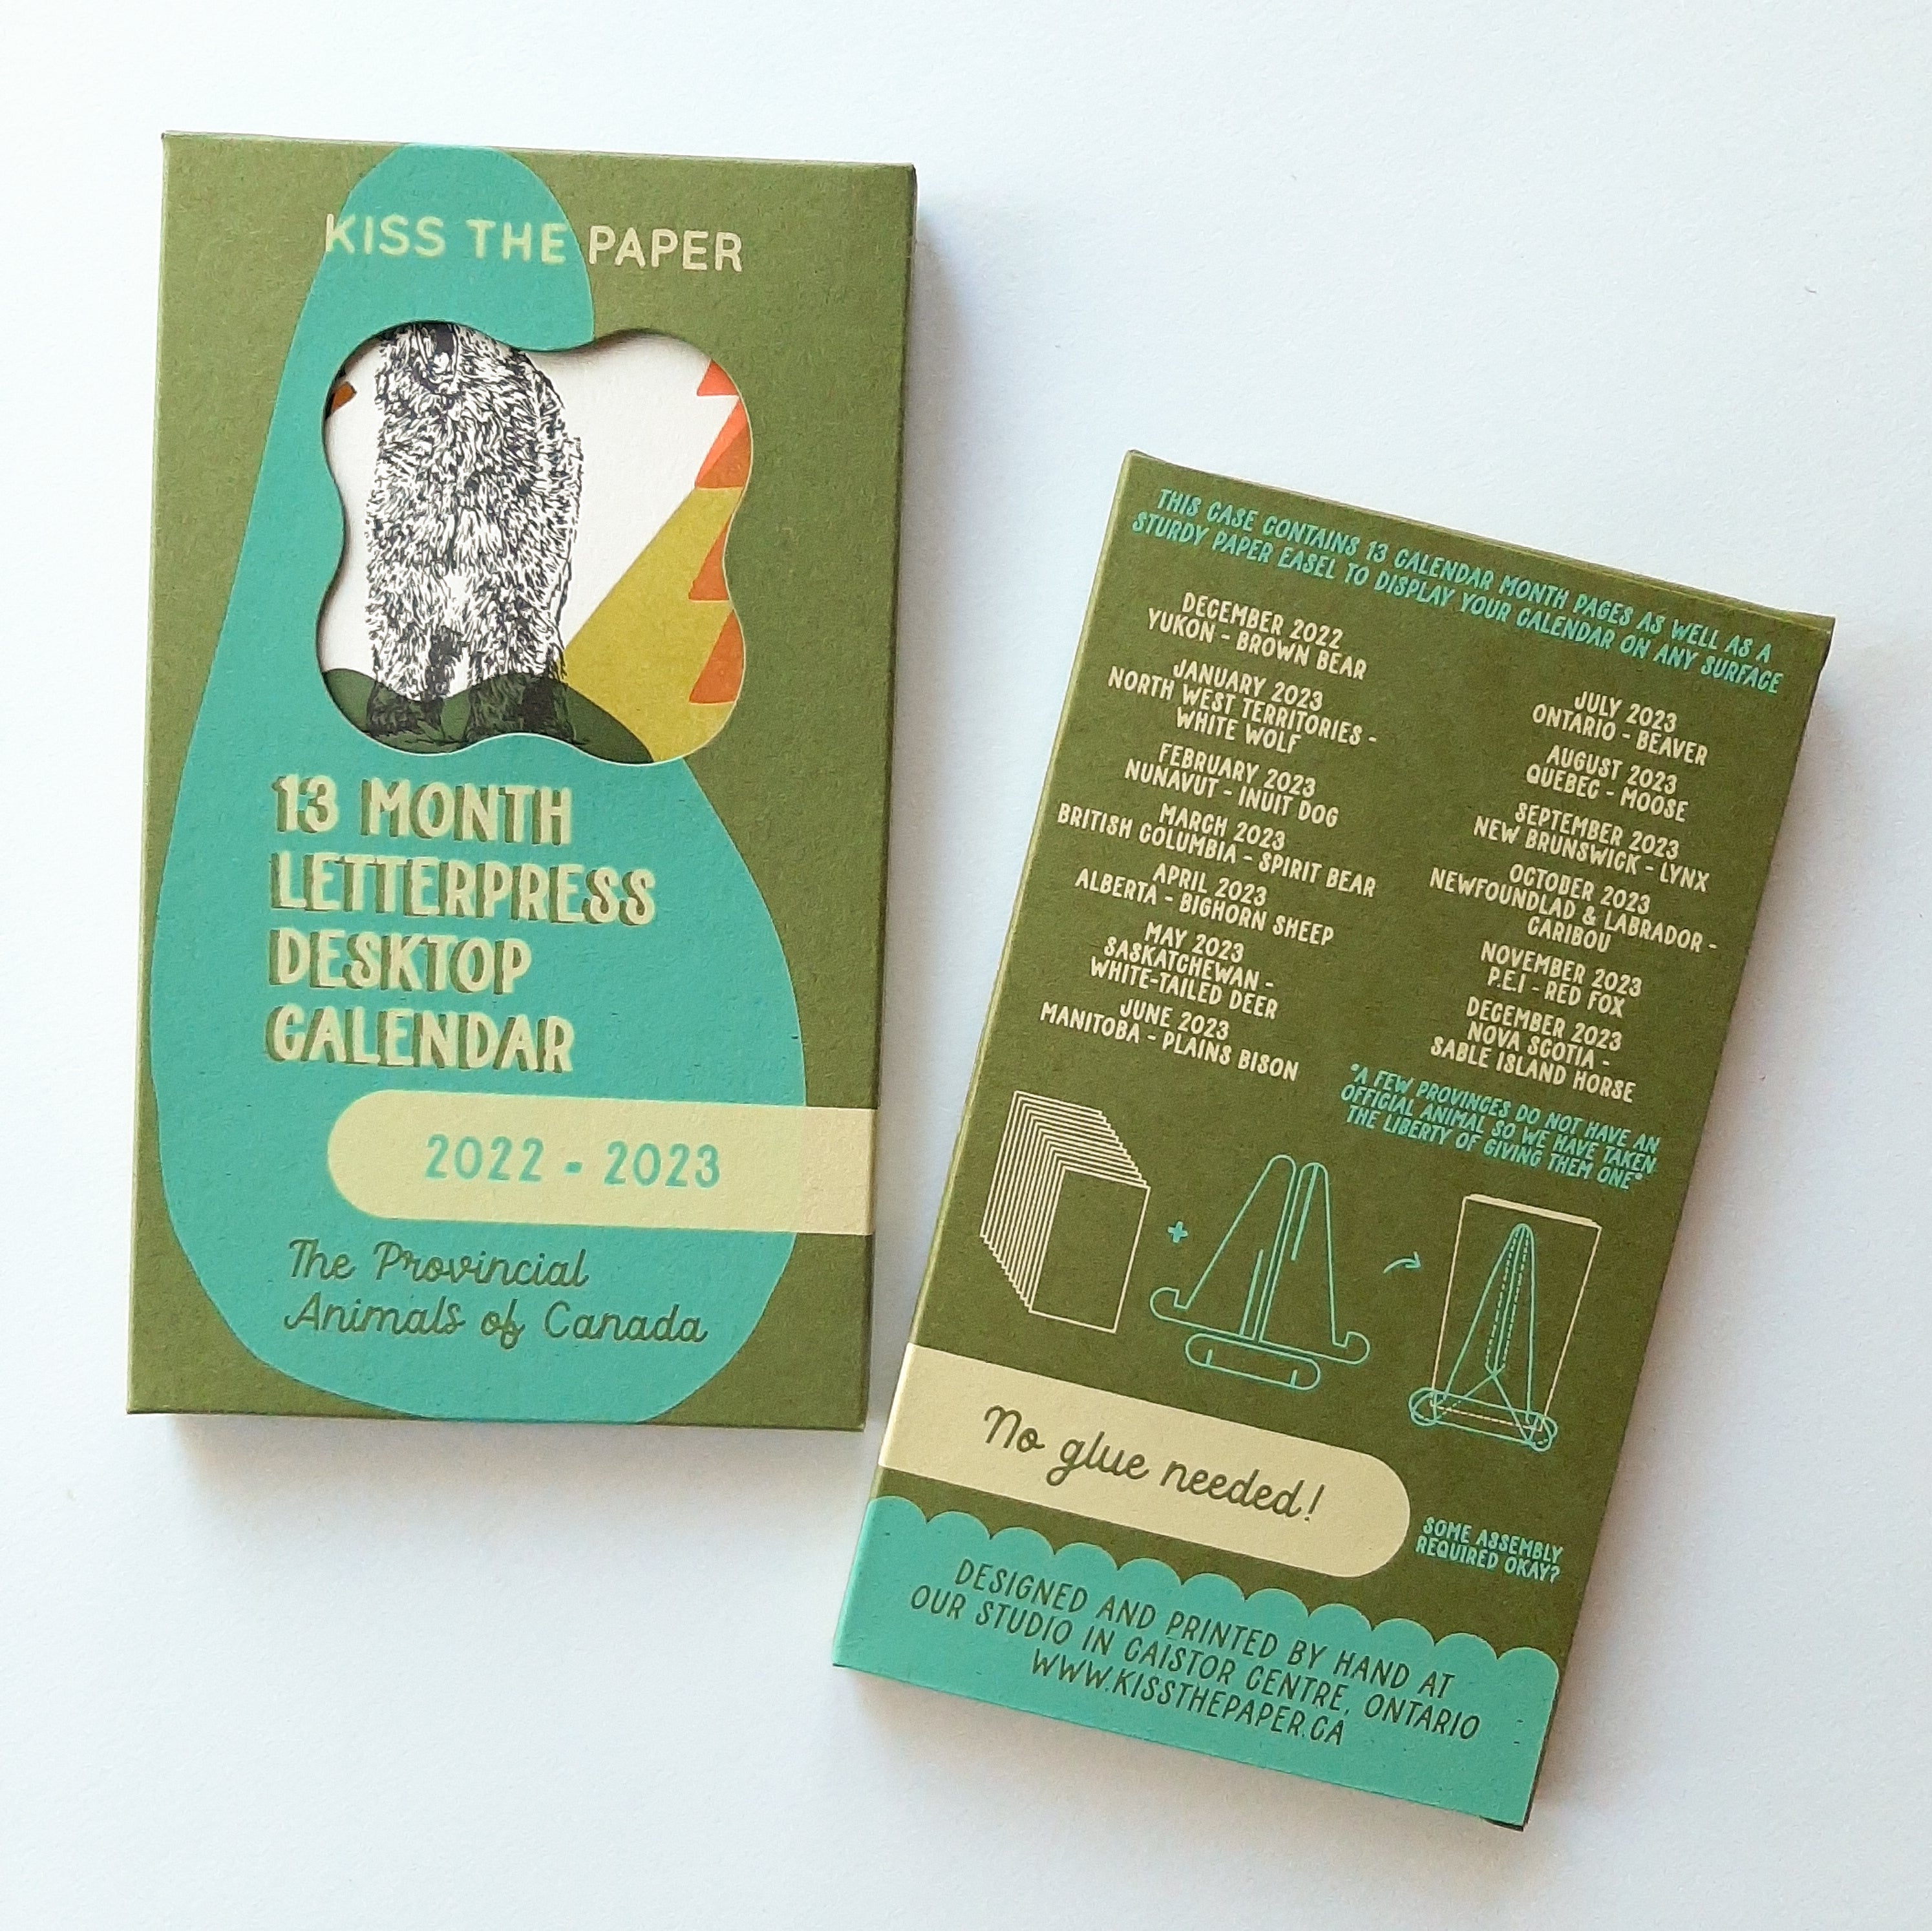 KISS THE PAPER
13 MONTH
LETTERPRESS
DESKTOP
CALENDAR
2022 - 2023
The Provincial
Animals of Canada
THIS CASE CONTAINS 13 CALENDAR MONTH PAGES AS WELL AS A
STURDY PAPER EASEL TO DISPLAY YOUR CALENDAR ON ANY SURFACE
DECEMBER 2022
YUKON - BROWN BEAR
JANUARY 2023
NORTH WEST TERRITORIES -
WHITE WOLF
FEBRUARY 2023
NUNAVUT - INUIT DOG
MARCH 2023
BRITISH COLUMBIA - SPIRIT BEAR
APRIL 2023
ALBERTA - BIGHORN SHEEP
MAY 2023
SASKATCHEWAN -
WHITE-TAILED DEER
JUNE 2023
MANITOBA - PLAINS BISON
JULY 2023
ONTARIO - BEAVER
AUGUST 2023
QUEBEC - MOOSE
SEPTEMBER 2023
NEW BRUNSWICK - LYNX
OCTOBER 2023
NEWFOUNDLAD & LABRADOR -
CARIBOU
NOVEMBER 2023
P.E.I - RED FOX
DECEMBER 2023
NOVA SCOTIA -
SABLE ISLAND HORSE
*A FEW PROVINCES DO NOT HAVE AN
OFFICIAL ANIMAL SO WE HAVE TAKEN
THE LIBERTY OF GIVING THEM ONE*
+
No glue needed!
SOME ASSEMBLY
REQUIRED OKAY?
DESIGNED AND PRINTED BY HAND AT
OUR STUDIO IN CAISTOR CENTRE, ONTARIO
WWW.KISSTHEPAPER.CA